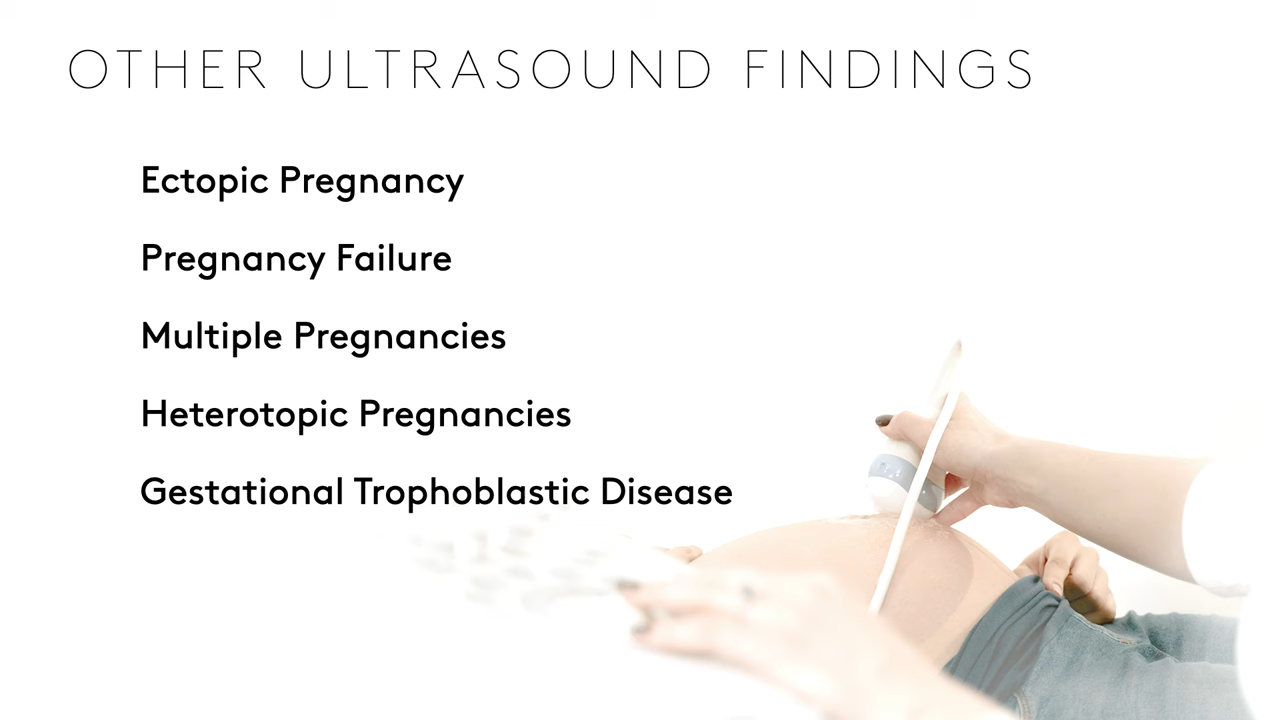 OTHER ULTRASOUND FINDINGS
Ectopic Pregnancy
Pregnancy Failure
Multiple Pregnancies
Heterotopic Pregnancies
Gestational Trophoblastic Disease